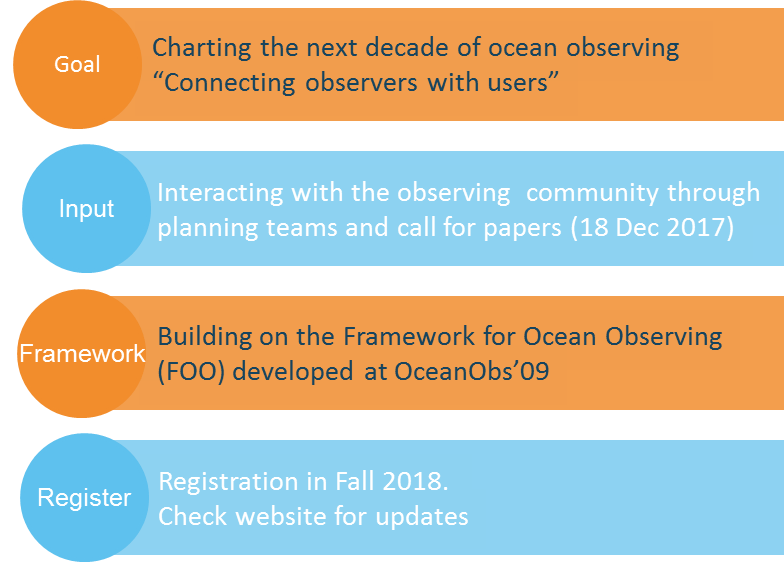 Goal
Charting the next decade of ocean observing
“Connecting observers with users”
Input
Interacting with the observing community through
planning teams and call for papers (18 Dec 2017)
Framework
Building on the Framework for Ocean Observing
(FOO) developed at OceanObs’09
Register
Registration in Fall 2018.
Check website for updates